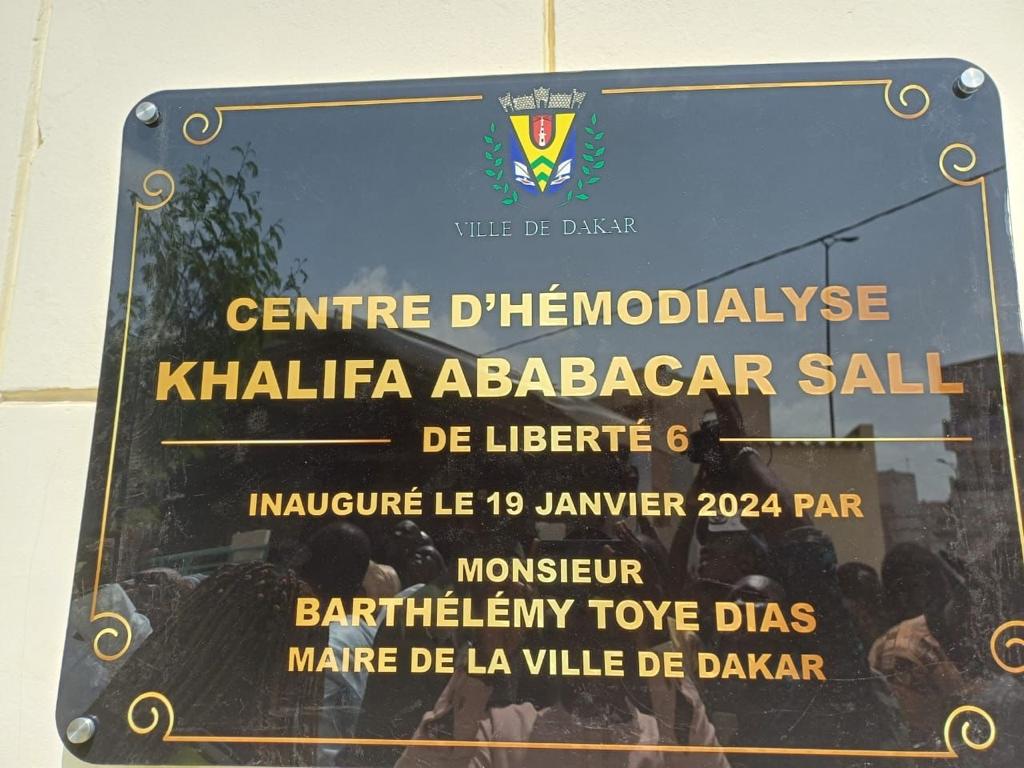 VILLE DE DAKAR
CENTRE D'HÉMODIALYSE
KHALIFA ABABACAR SALL
DE LIBERTÉ 6
INAUGURÉ LE 19 JANVIER 2024 PAR
MONSIEUR
BARTHÉLÉMY TOYE DIAS
MAIRE DE LA VILLE DE DAKAR